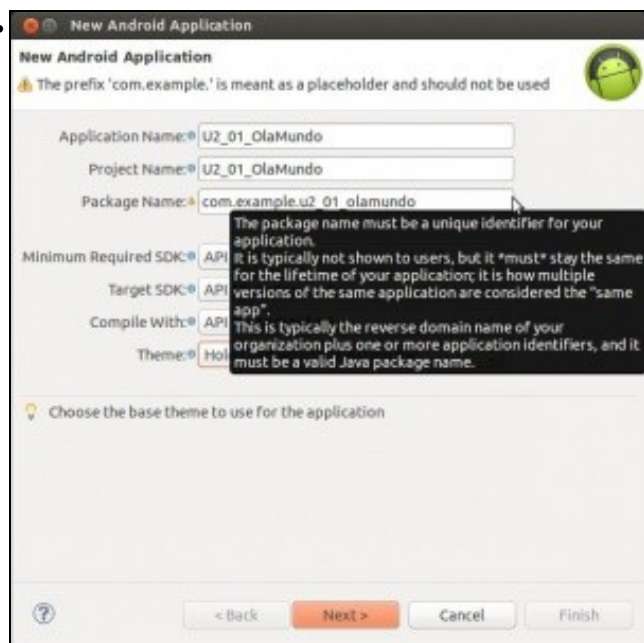 New Android Application
New Android Application
The prefix 'com.example.' is meant as a placeholder and should not be used
Application Name: U2_01_OlaMundo
Project Name: U2_01_OlaMundo
Package Name: com.example.u2_01_olamundo
The package name must be a unique identifier for your
application.
It is typically not shown to users, but it *must* stay the same
for the lifetime of your application; it is how multiple
versions of the same application are considered the "same
app".
This is typically the reverse domain name of your
organization plus one or more application identifiers, and it
must be a valid Java package name.
Minimum Required SDK: API
Target SDK: API
Compile With: API
Theme: Hol
Choose the base theme to use for the application
?
< Back Next > Cancel Finish